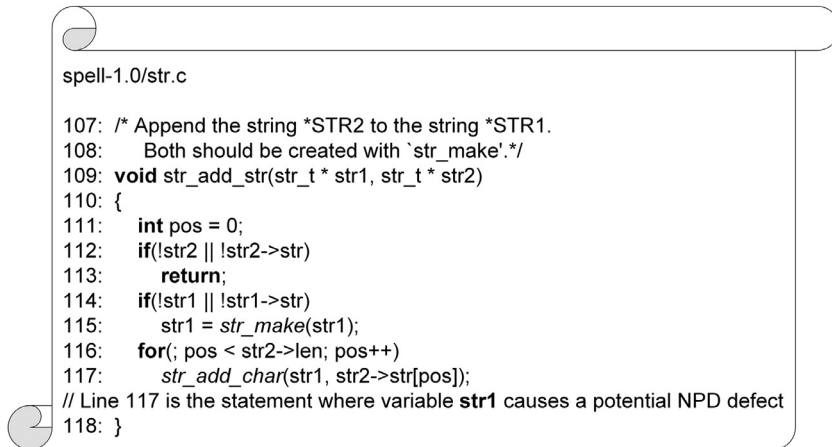 spell-1.0/str.c
107: /* Append the string *STR2 to the string *STR1.
108: Both should be created with `str_make'.*/
109: void str_add_str(str_t * str1, str_t * str2)
110: {
111: int pos = 0;
112: if(!str2 || !str2->str)
113: return;
114: if(!str1 || !str1->str)
115: str1 = str_make(str1);
116: for(; pos < str2->len; pos++)
117: str_add_char(str1, str2->str[pos]);
// Line 117 is the statement where variable str1 causes a potential NPD defect
118: }